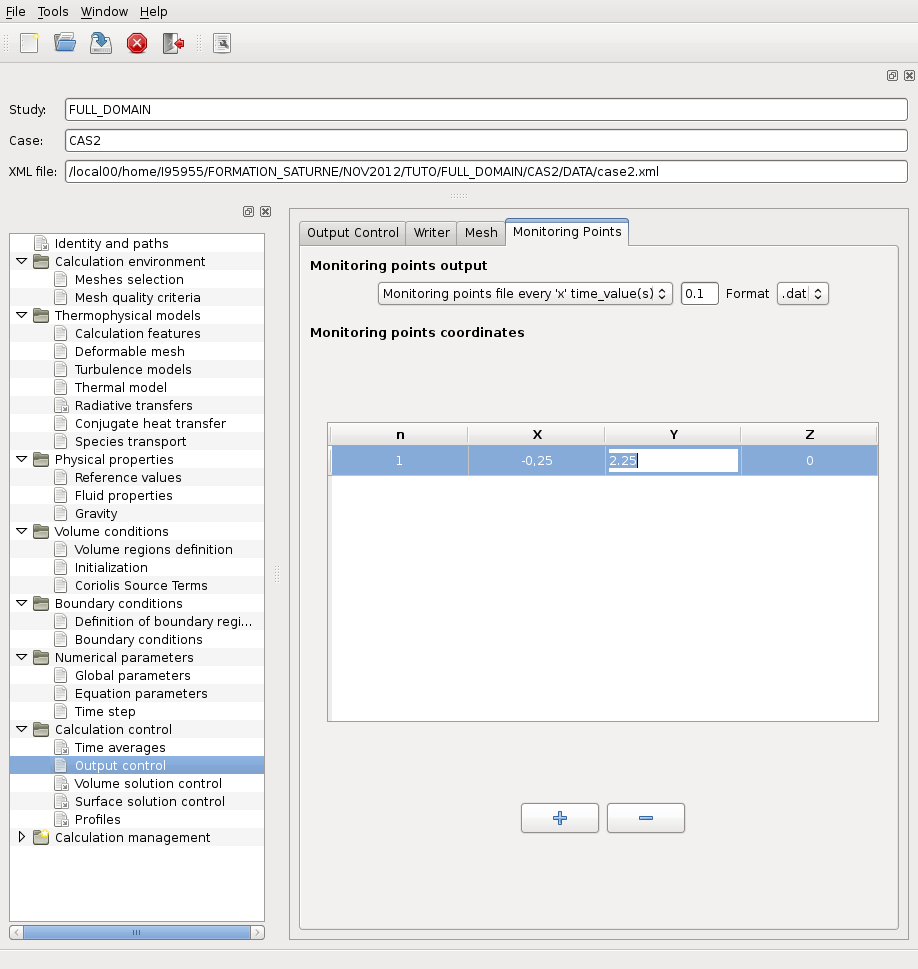 File Tools Window Help
Study: FULL_DOMAIN
Case: CAS2
XML file: /local00/home/I95955/FORMATION_SATURNE/NOV2012/TUTO/FULL_DOMAIN/CAS2/DATA/case2.xml
Identity and paths
Calculation environment
Meshes selection
Mesh quality criteria
Thermophysical models
Calculation features
Deformable mesh
Turbulence models
Thermal model
Radiative transfers
Conjugate heat transfer
Species transport
Physical properties
Reference values
Fluid properties
Gravity
Volume conditions
Volume regions definition
Initialization
Coriolis Source Terms
Boundary conditions
Definition of boundary regi...
Boundary conditions
Numerical parameters
Global parameters
Equation parameters
Time step
Calculation control
Time averages
Output control
Volume solution control
Surface solution control
Profiles
Calculation management
Output Control Writer Mesh Monitoring Points
Monitoring points output
Monitoring points file every 'x' time_value(s) 0.1 Format .dat
Monitoring points coordinates
n X Y Z
1 -0,25 2.25 0